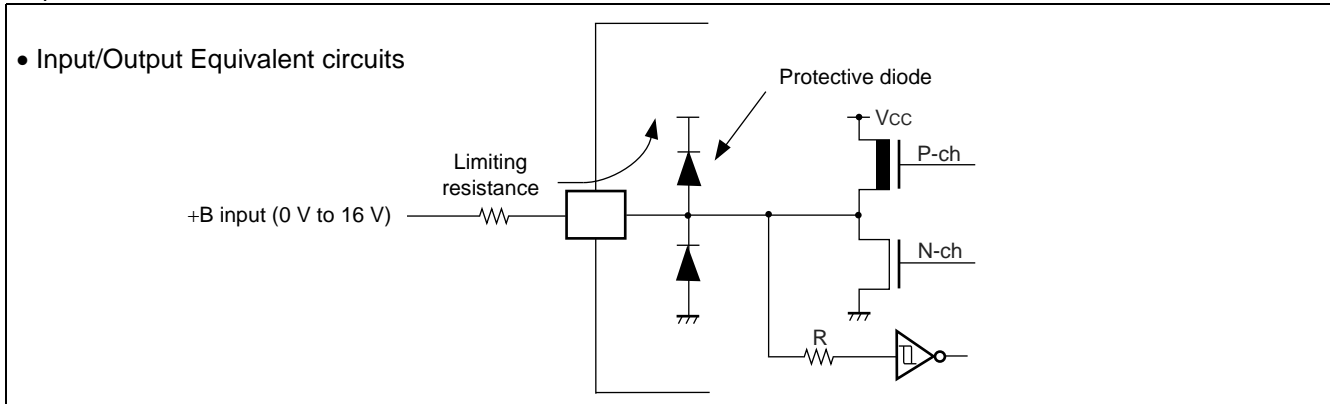 • Input/Output Equivalent circuits
Protective diode
VCC
P-ch
Limiting
resistance
+B input (0 V to 16 V)
N-ch
R